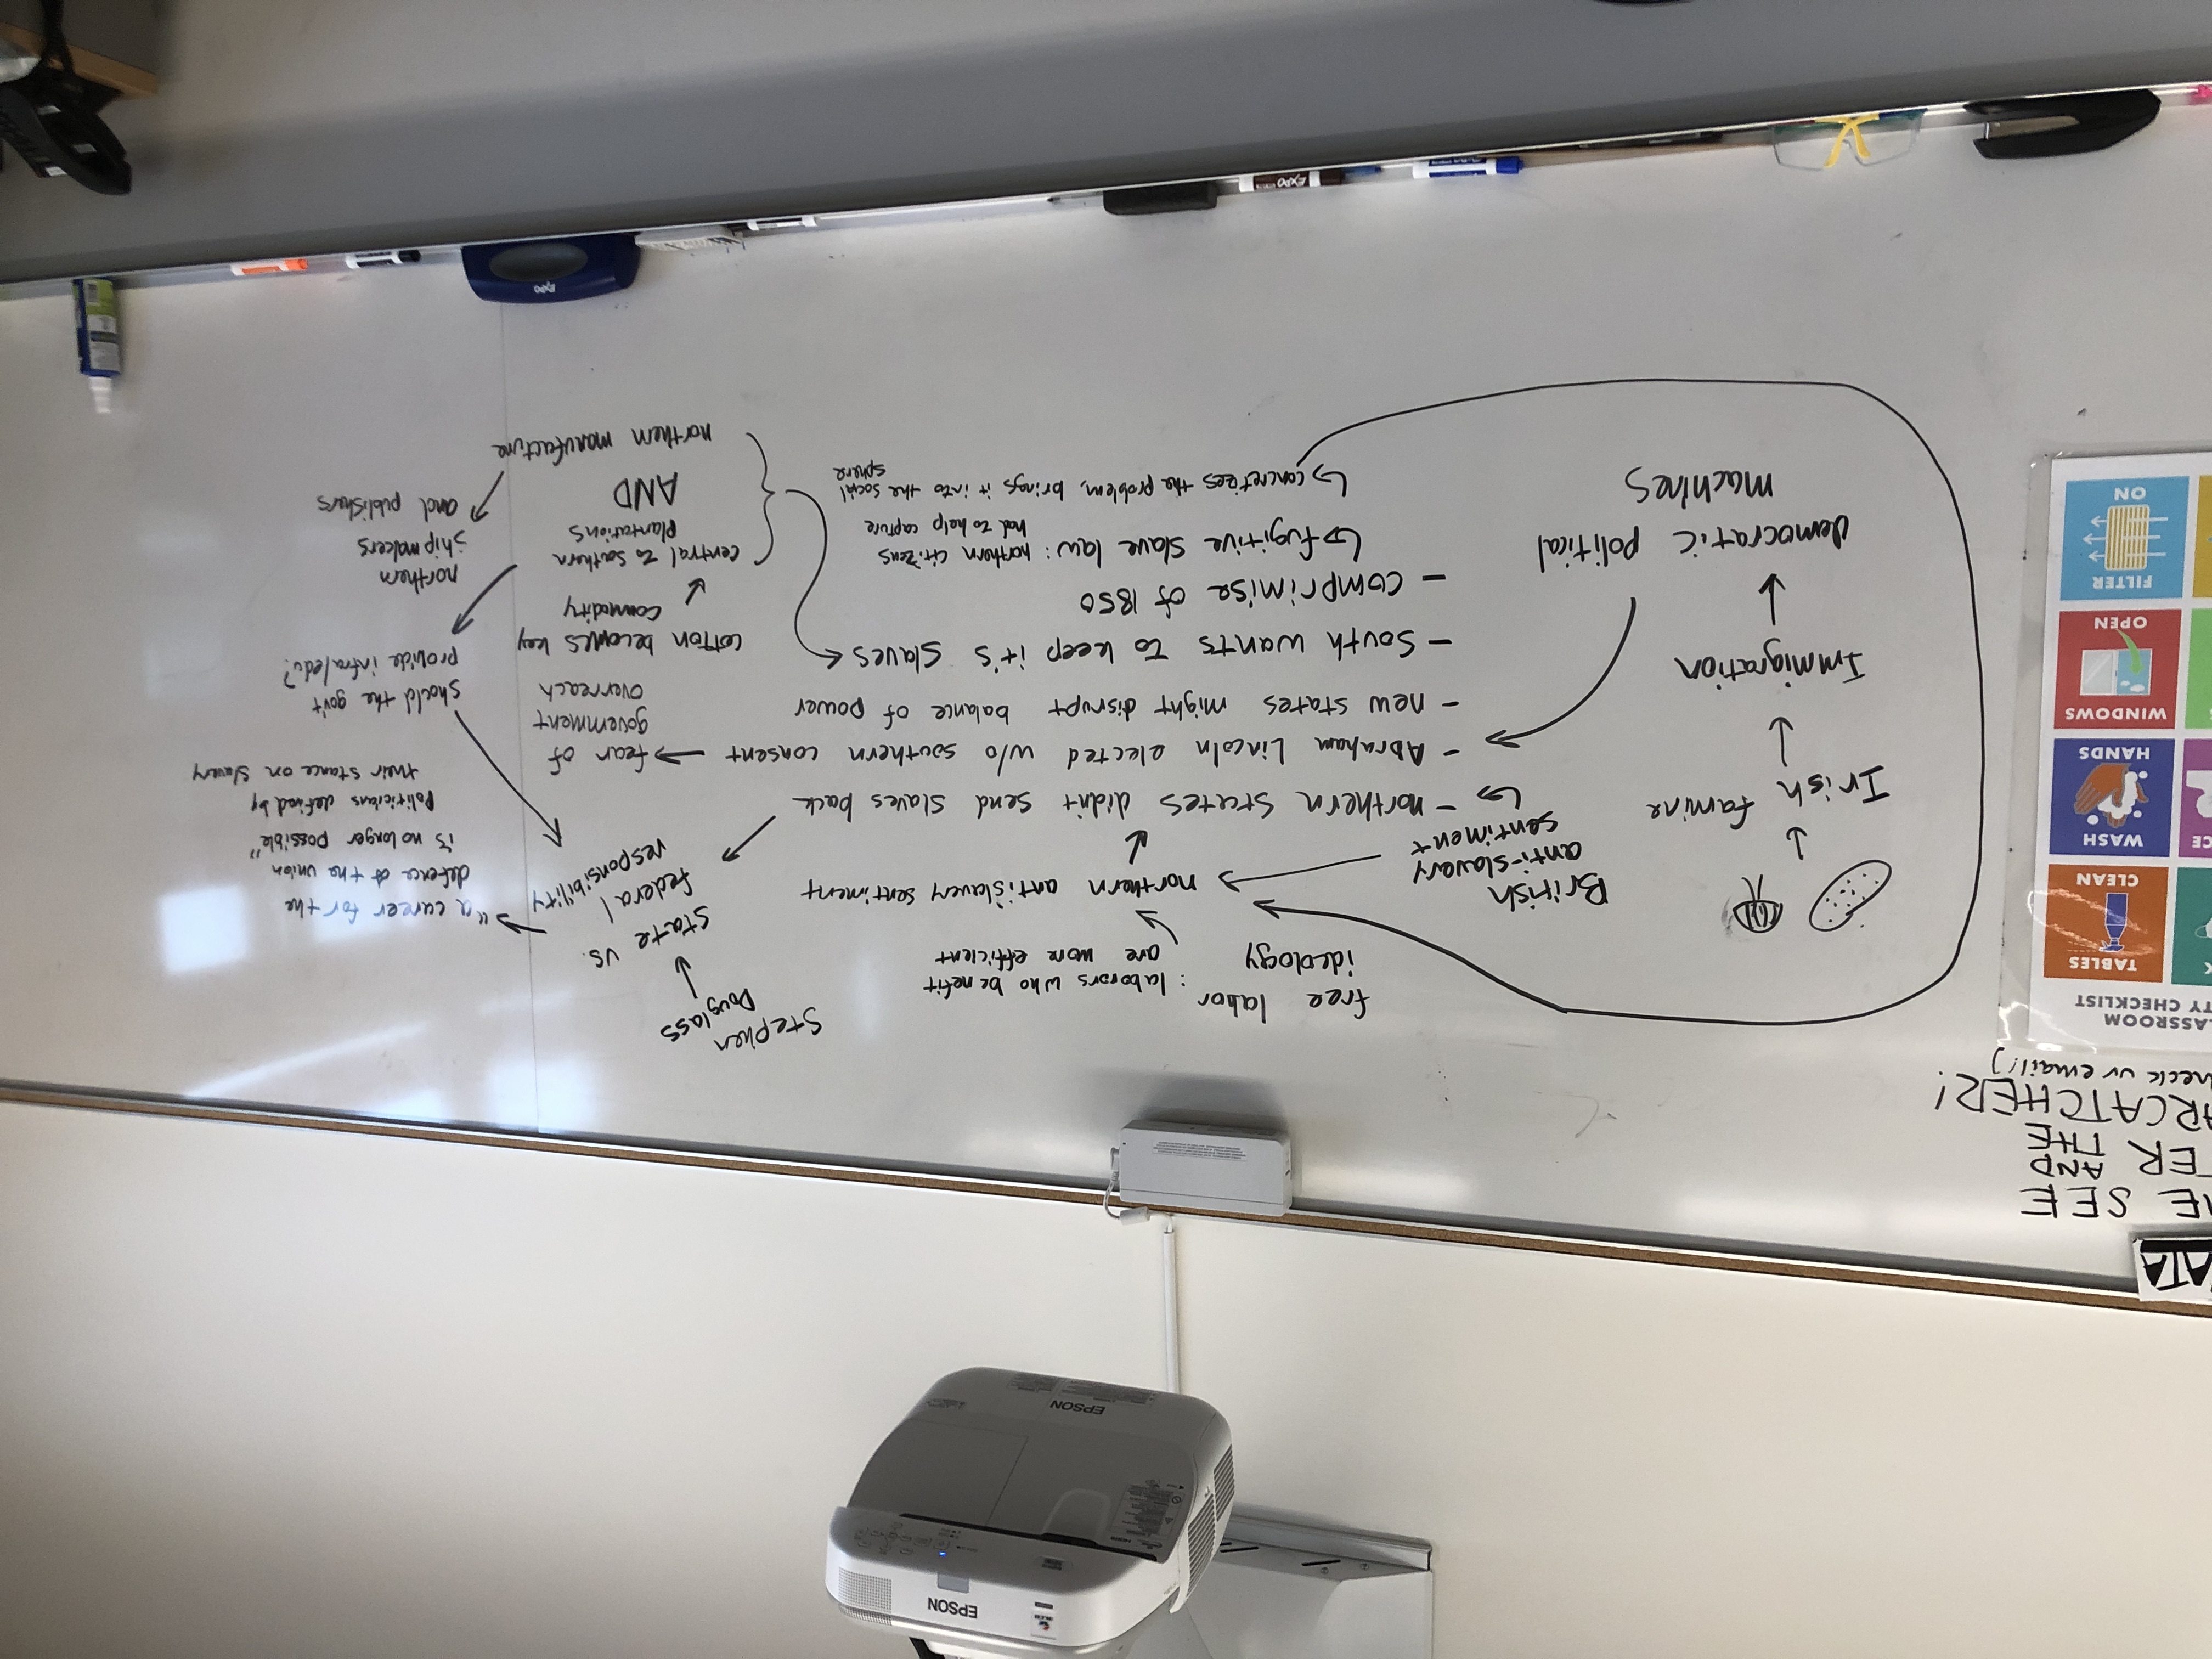 EPSON
EPSON
ATA
SEE
AND
THE
ARCATCHER!
ur email!]
LASSROOM
TY CHECKLIST
TABLES
CLEAN
WASH
HANDS
WINDOWS
OPEN
FILTER
ON
Irish famine
Immigration
democratic political
machines
British
anti-slavery
sentiment
free labor
ideology
: laborors who benefit
are more efficient
northern antislavery sentiment
- northern states didn't send slaves back
- Abraham Lincoln elected w/o southern consent
- new states might disrupt balance of power
- South wants to keep it's slaves
- comprimise of 1850
fugitive slave law: northern citizens
had to help capture
concretizes the problem, brings it into the social
sphere
Stephen
Douglass
state vs.
federal
responsibility
"a career for the
defence of the union
is no longer possible"
Politicians defined by
their stance on slavery
fear of
government
overreach
should the gov't
provide infra/edu?
cotton becomes key
commodity
central to southern
plantations
AND
northern manufacture
northern
shipmakers
and publishers
EXPO
EXPO